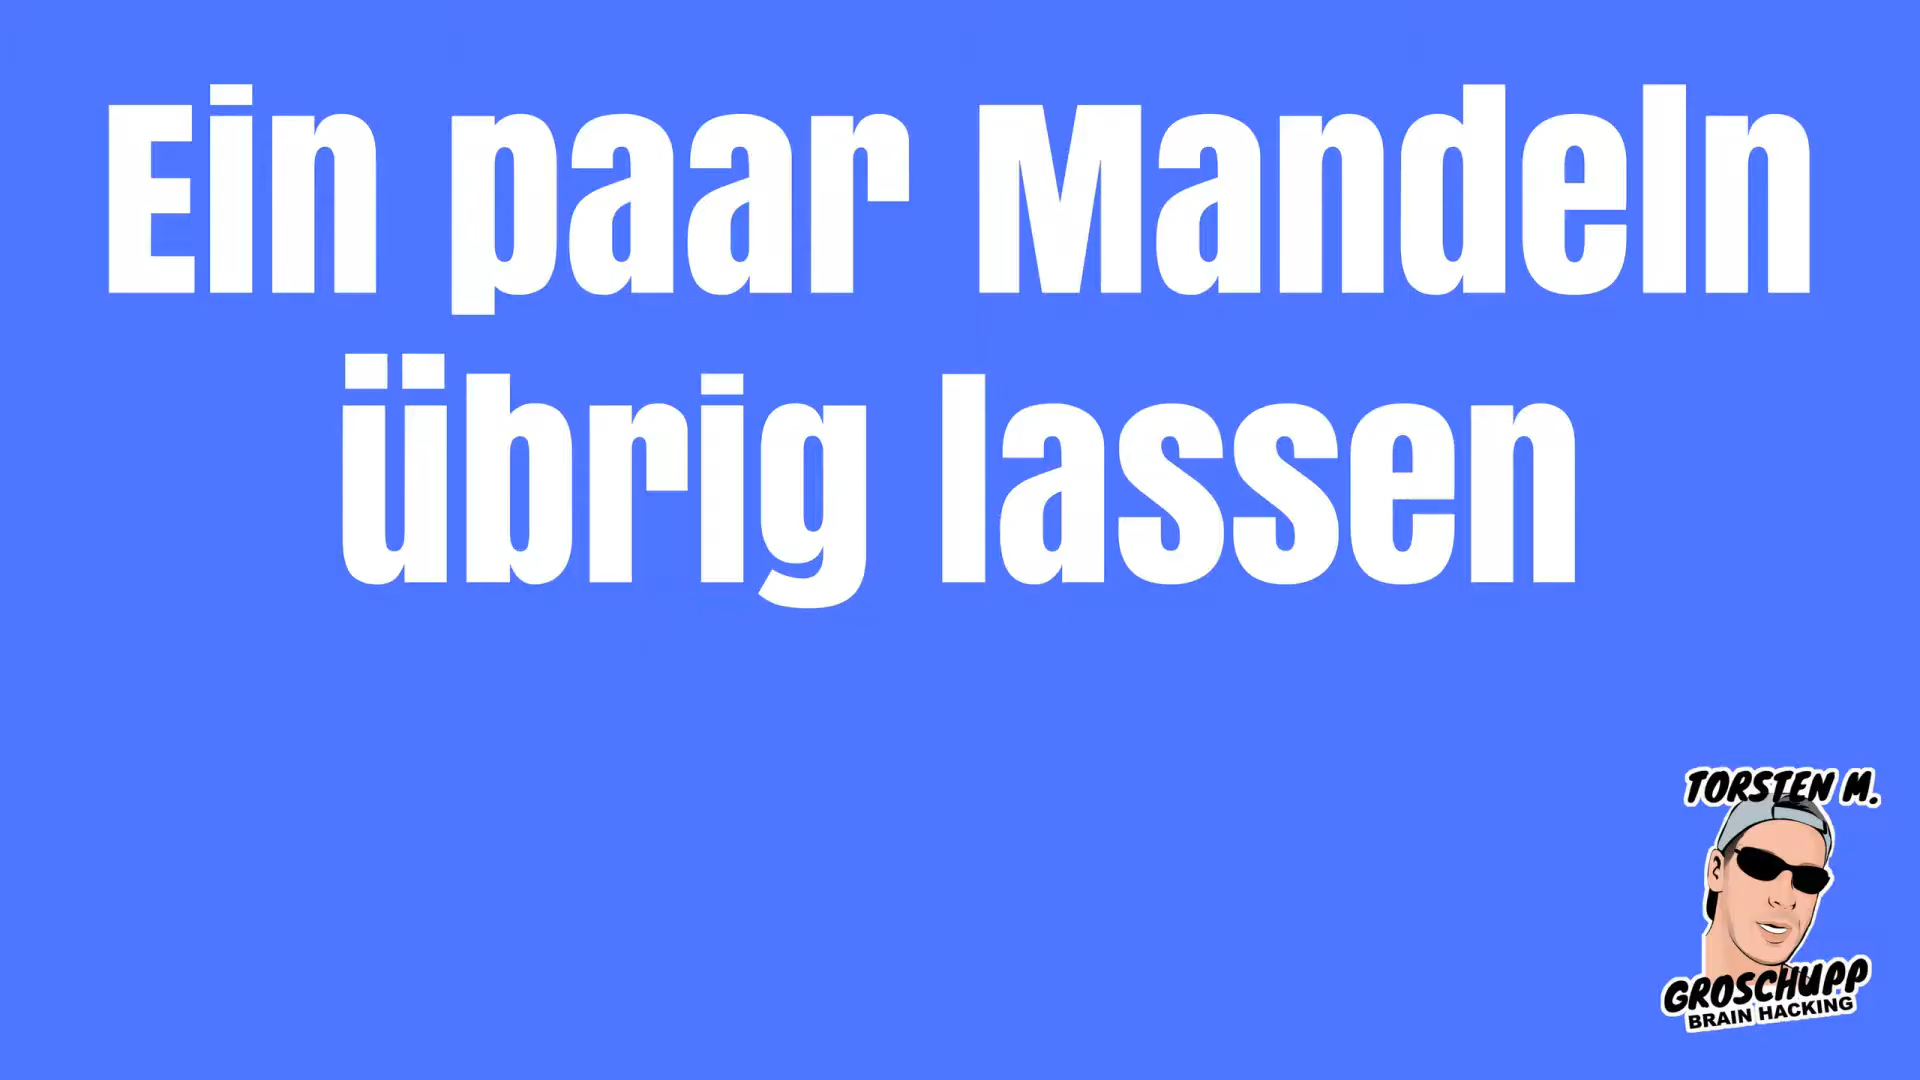 Ein paar Mandeln
übrig lassen
TORSTEN M.
GROSCHUPP
BRAIN HACKING